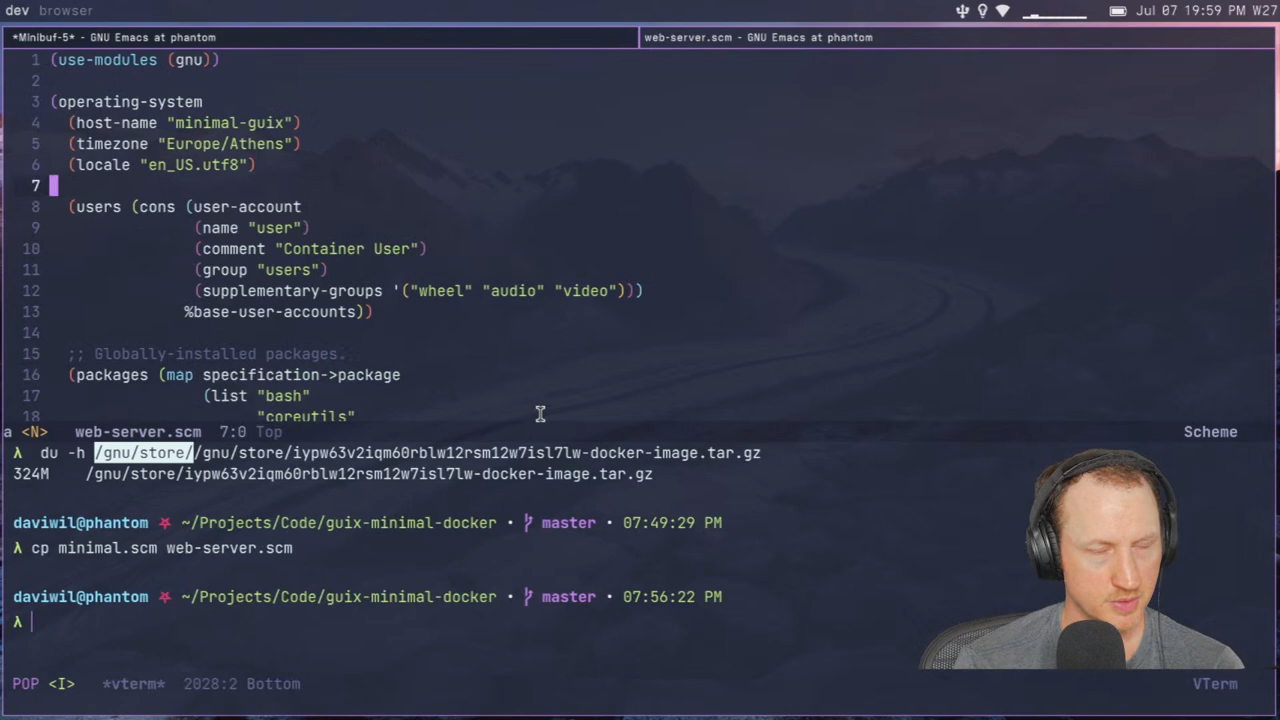 dev browser Jul 07 19:59 PM W27
*Minibuf-5* - GNU Emacs at phantom web-server.scm - GNU Emacs at phantom
1 (use-modules (gnu))
2
3 (operating-system
4 (host-name "minimal-guix")
5 (timezone "Europe/Athens")
6 (locale "en_US.utf8")
7
8 (users (cons (user-account
9 (name "user")
10 (comment "Container User")
11 (group "users")
12 (supplementary-groups '("wheel" "audio" "video")))
13 %base-user-accounts))
14
15 ;; Globally-installed packages.
16 (packages (map specification->package
17 (list "bash"
18 "coreutils"
a <N> web-server.scm 7:0 Top Scheme
λ du -h /gnu/store//gnu/store/iypw63v2iqm60rblw12rsm12w7isl7lw-docker-image.tar.gz
324M /gnu/store/iypw63v2iqm60rblw12rsm12w7isl7lw-docker-image.tar.gz
daviwil@phantom ~/Projects/Code/guix-minimal-docker • master • 07:49:29 PM
λ cp minimal.scm web-server.scm
daviwil@phantom ~/Projects/Code/guix-minimal-docker • master • 07:56:22 PM
λ
POP <I> *vterm* 2028:2 Bottom VTerm